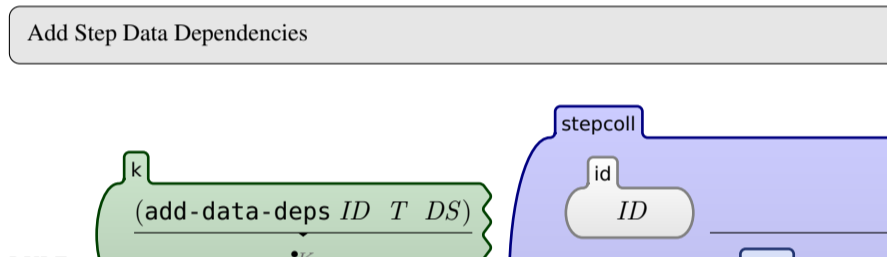 Add Step Data Dependencies
stepcoll
k
id
(add-data-deps ID T DS)
ID